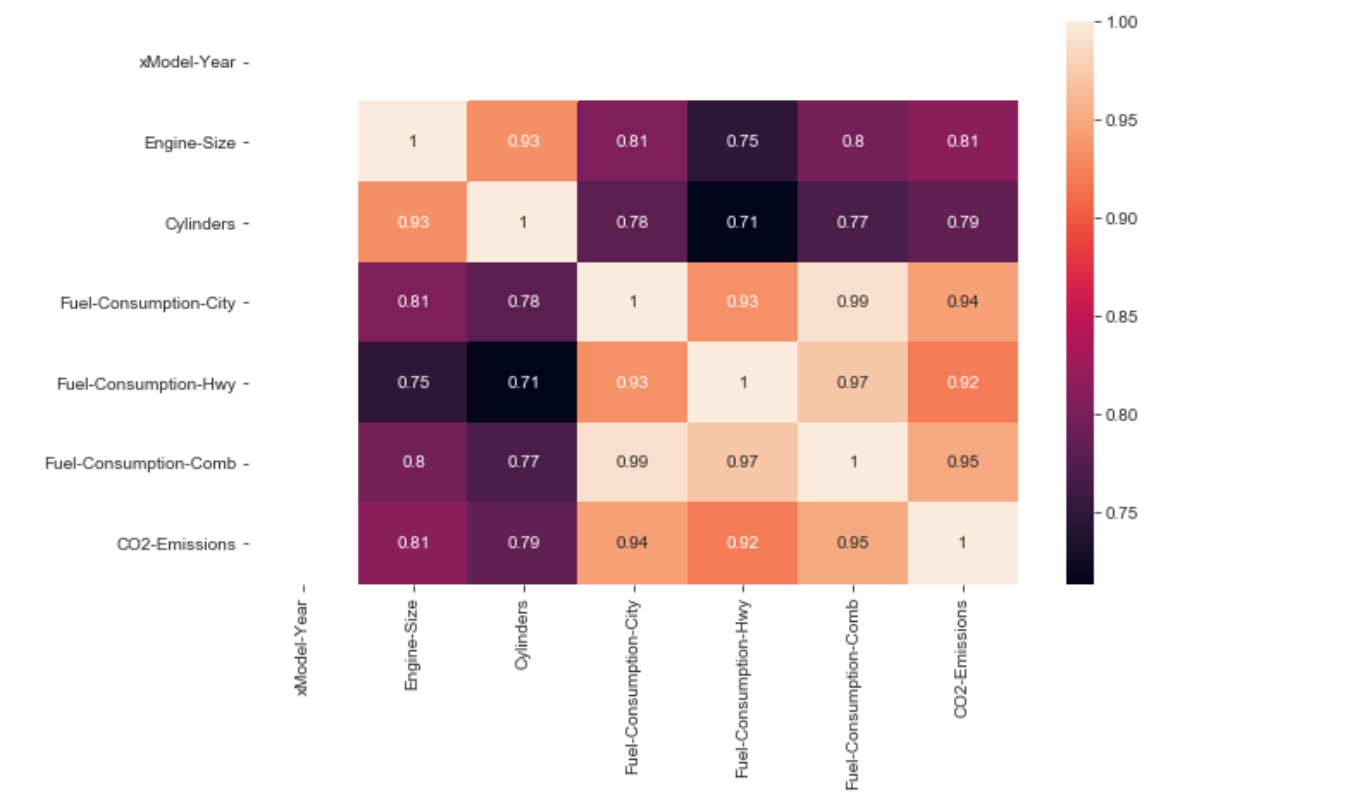 1.00
xModel-Year
0.95
Engine-Size 1 0.93 0.81 0.75 0.8 0.81
0.90
Cylinders 0.93 1 0.78 0.71 0.77 0.79
Fuel-Consumption-City 0.81 0.78 1 0.93 0.99 0.94
0.85
Fuel-Consumption-Hwy 0.75 0.71 0.93 1 0.97 0.92
0.80
Fuel-Consumption-Comb 0.8 0.77 0.99 0.97 1 0.95
0.75
CO2-Emissions 0.81 0.79 0.94 0.92 0.95 1
xModel-Year
Engine-Size
Cylinders
Fuel-Consumption-City
Fuel-Consumption-Hwy
Fuel-Consumption-Comb
CO2-Emissions